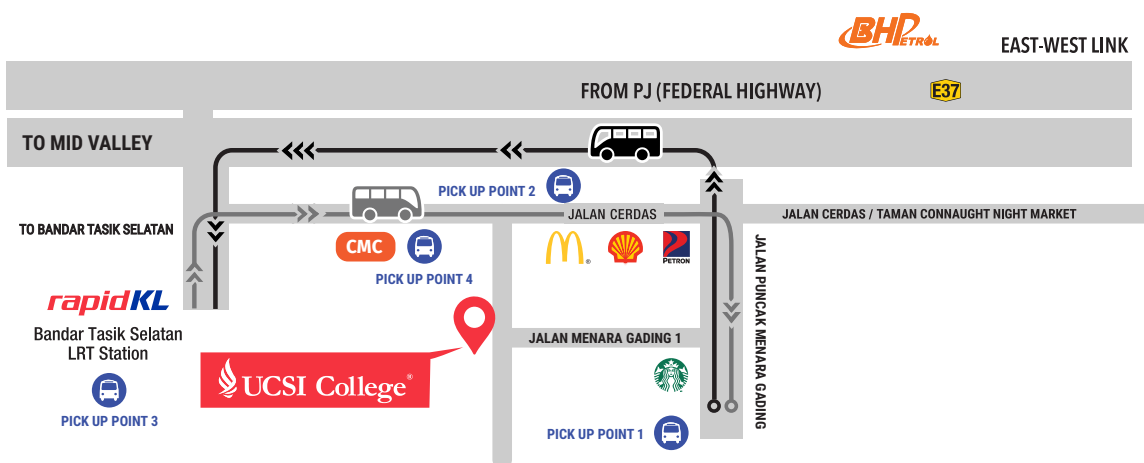 BHPETROL
EAST-WEST LINK
FROM PJ (FEDERAL HIGHWAY)
E37
TO MID VALLEY
PICK UP POINT 2
JALAN CERDAS
JALAN CERDAS / TAMAN CONNAUGHT NIGHT MARKET
TO BANDAR TASIK SELATAN
CMC
PETRON
PICK UP POINT 4
JALAN PUNCAK MENARA GADING
rapidKL
Bandar Tasik Selatan
LRT Station
JALAN MENARA GADING 1
UCSI College®
PICK UP POINT 3
PICK UP POINT 1